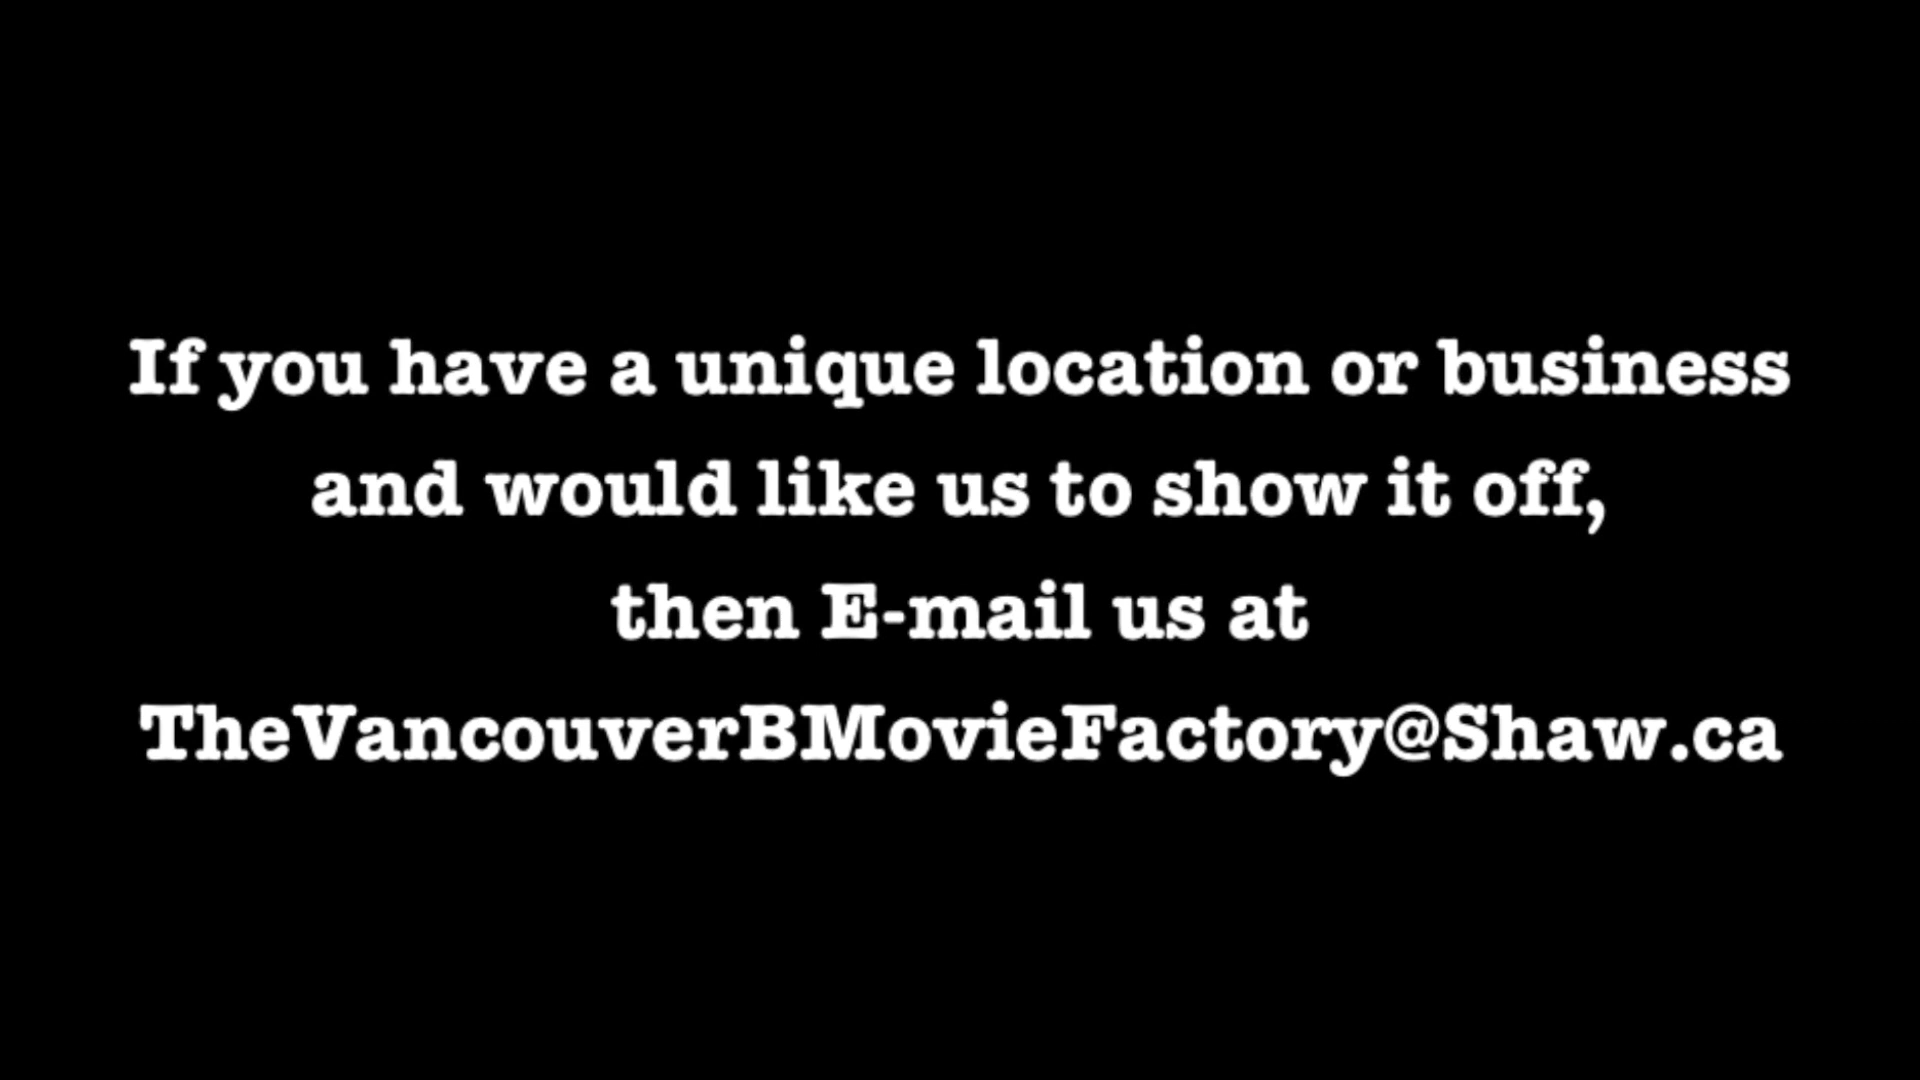 If you have a unique location or business
and would like us to show it off,
then E-mail us at
TheVancouverBMovieFactory@Shaw.ca